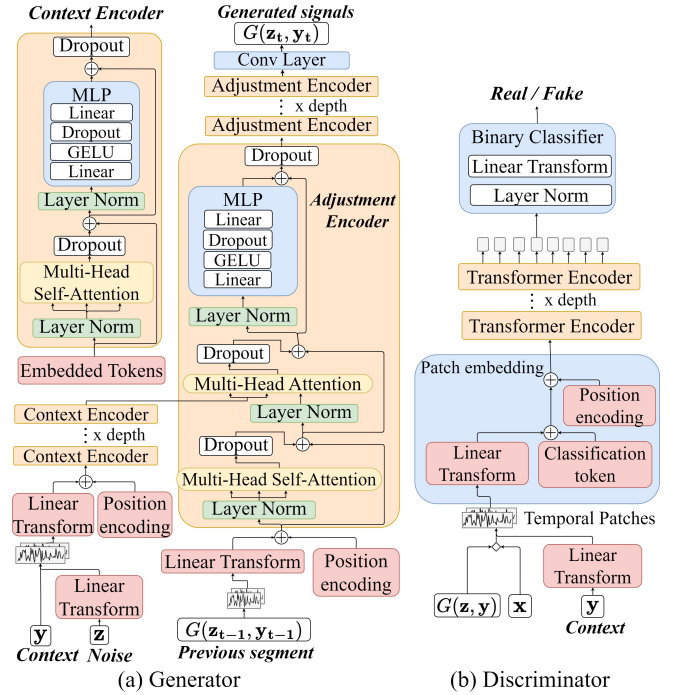 Context Encoder
Dropout
MLP
Linear
Dropout
GELU
Linear
Layer Norm
Dropout
Multi-Head
Self-Attention
Layer Norm
Embedded Tokens
Context Encoder
x depth
Context Encoder
Linear
Transform
Position
encoding
Linear
Transform
y
z
Context
Noise
Generated signals
G(z_t, y_t)
Conv Layer
Adjustment Encoder
x depth
Adjustment Encoder
Dropout
MLP
Linear
Dropout
GELU
Linear
Adjustment
Encoder
Layer Norm
Dropout
Multi-Head Attention
Layer Norm
Dropout
Multi-Head Self-Attention
Layer Norm
Linear Transform
Position
encoding
G(z_{t-1}, y_{t-1})
Previous segment
(a) Generator
Real / Fake
Binary Classifier
Linear Transform
Layer Norm
Transformer Encoder
x depth
Transformer Encoder
Patch embedding
Position
encoding
Linear
Transform
Classification
token
Temporal Patches
Linear
Transform
G(z, y)
x
y
Context
(b) Discriminator